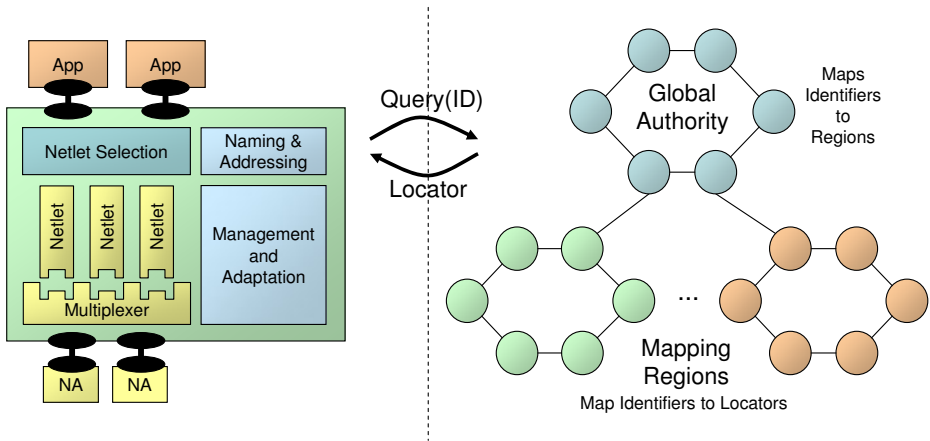 App
App
Netlet Selection
Naming &
Addressing
Netlet
Netlet
Netlet
Management
and
Adaptation
Multiplexer
NA
NA
Query(ID)
Locator
Global
Authority
Maps
Identifiers
to
Regions
...
Mapping
Regions
Map Identifiers to Locators